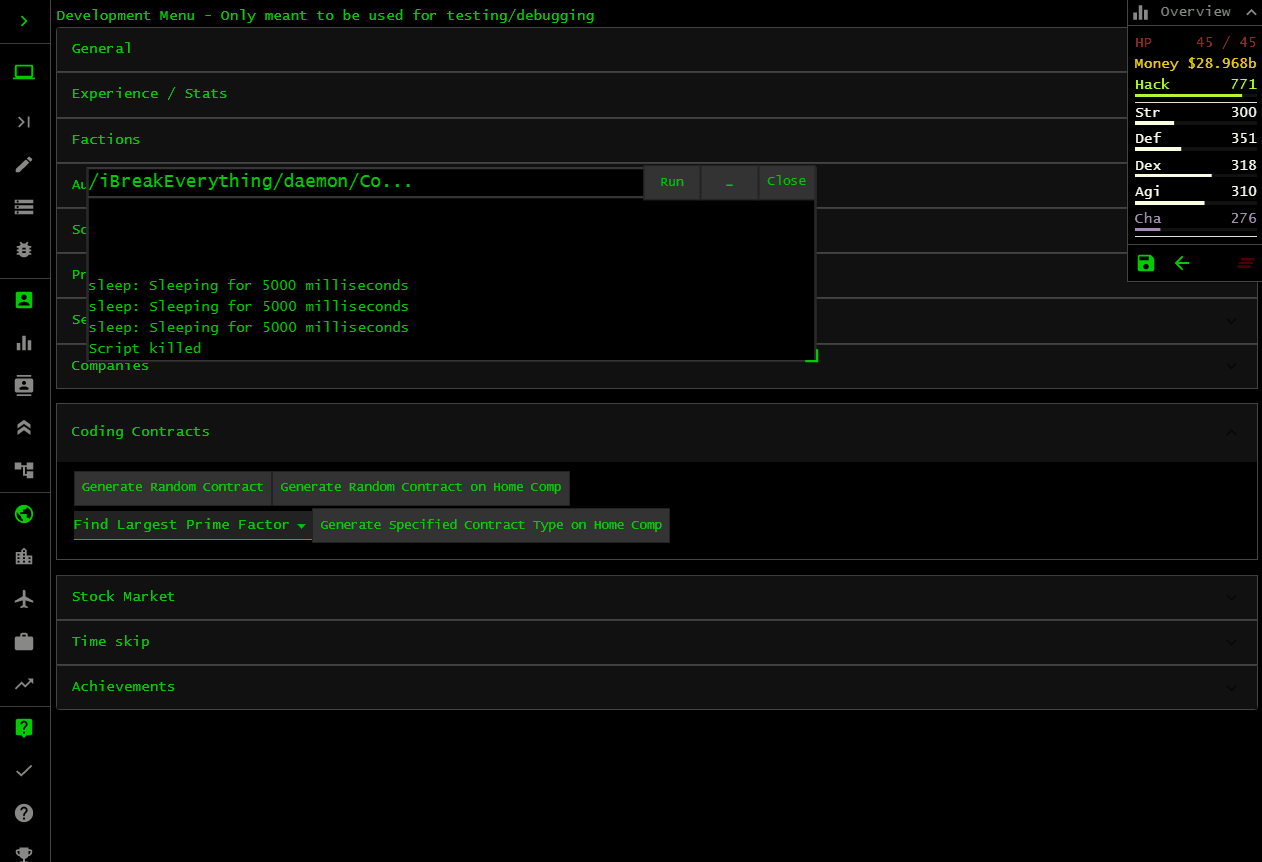 Development Menu - Only meant to be used for testing/debugging
General
Experience / Stats
Factions
Au
/iBreakEverything/daemon/Co...
Run
_
Close
Sc
Pr
Se
sleep: Sleeping for 5000 milliseconds
sleep: Sleeping for 5000 milliseconds
sleep: Sleeping for 5000 milliseconds
Script killed
Companies
Coding Contracts
Generate Random Contract
Generate Random Contract on Home Comp
Find Largest Prime Factor
Generate Specified Contract Type on Home Comp
Stock Market
Time skip
Achievements
Overview
HP 45 / 45
Money $28.968b
Hack 771
Str 300
Def 351
Dex 318
Agi 310
Cha 276